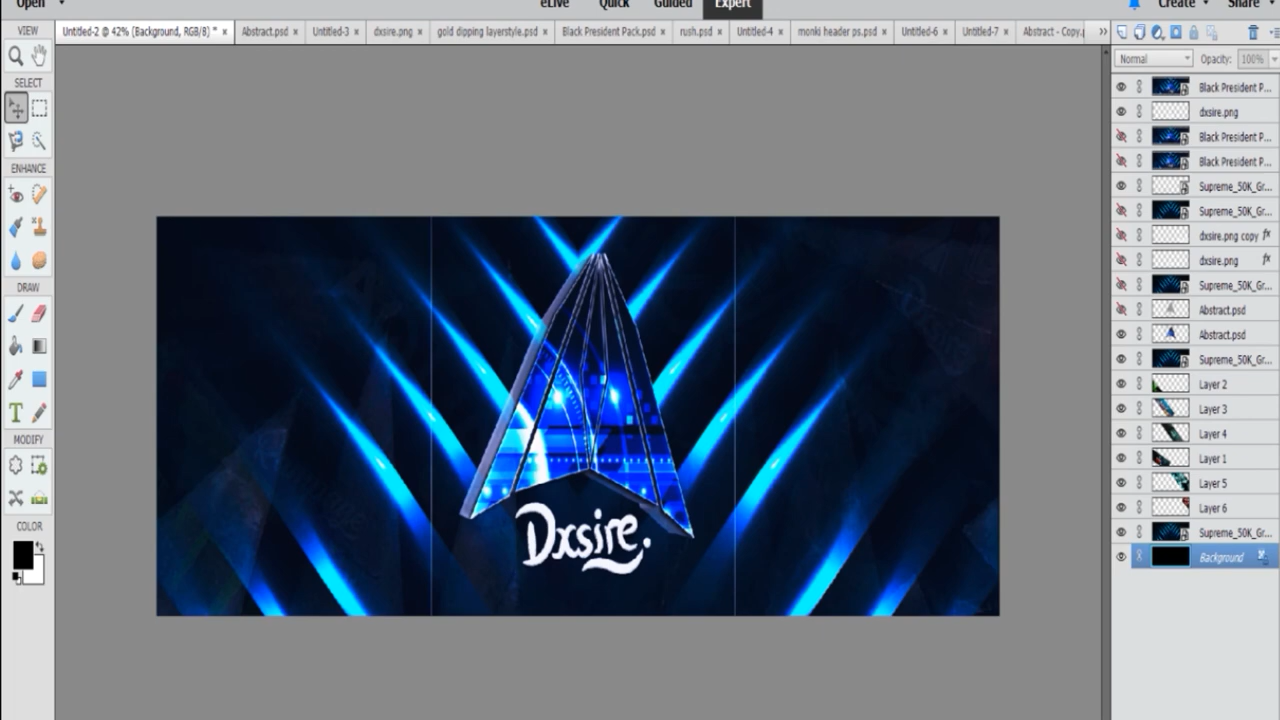 Open eLive Quick Guided Expert Create Share
VIEW Untitled-2 @ 42% (Background, RGB/8) * × Abstract.psd × Untitled-3 × dxsire.png × gold dipping layerstyle.psd × Black President Pack.psd × rush.psd × Untitled-4 × monki header ps.psd × Untitled-6 × Untitled-7 × Abstract - Copy.p »
Normal Opacity: 100%
SELECT
ENHANCE
DRAW
T
MODIFY
COLOR
Dxsire.
Black President P...
dxsire.png
Black President P...
Black President P...
Supreme_50K_Gr...
Supreme_50K_Gr...
dxsire.png copy fx
dxsire.png fx
Supreme_50K_Gr...
Abstract.psd
Abstract.psd
Supreme_50K_Gr...
Layer 2
Layer 3
Layer 4
Layer 1
Layer 5
Layer 6
Supreme_50K_Gr...
Background